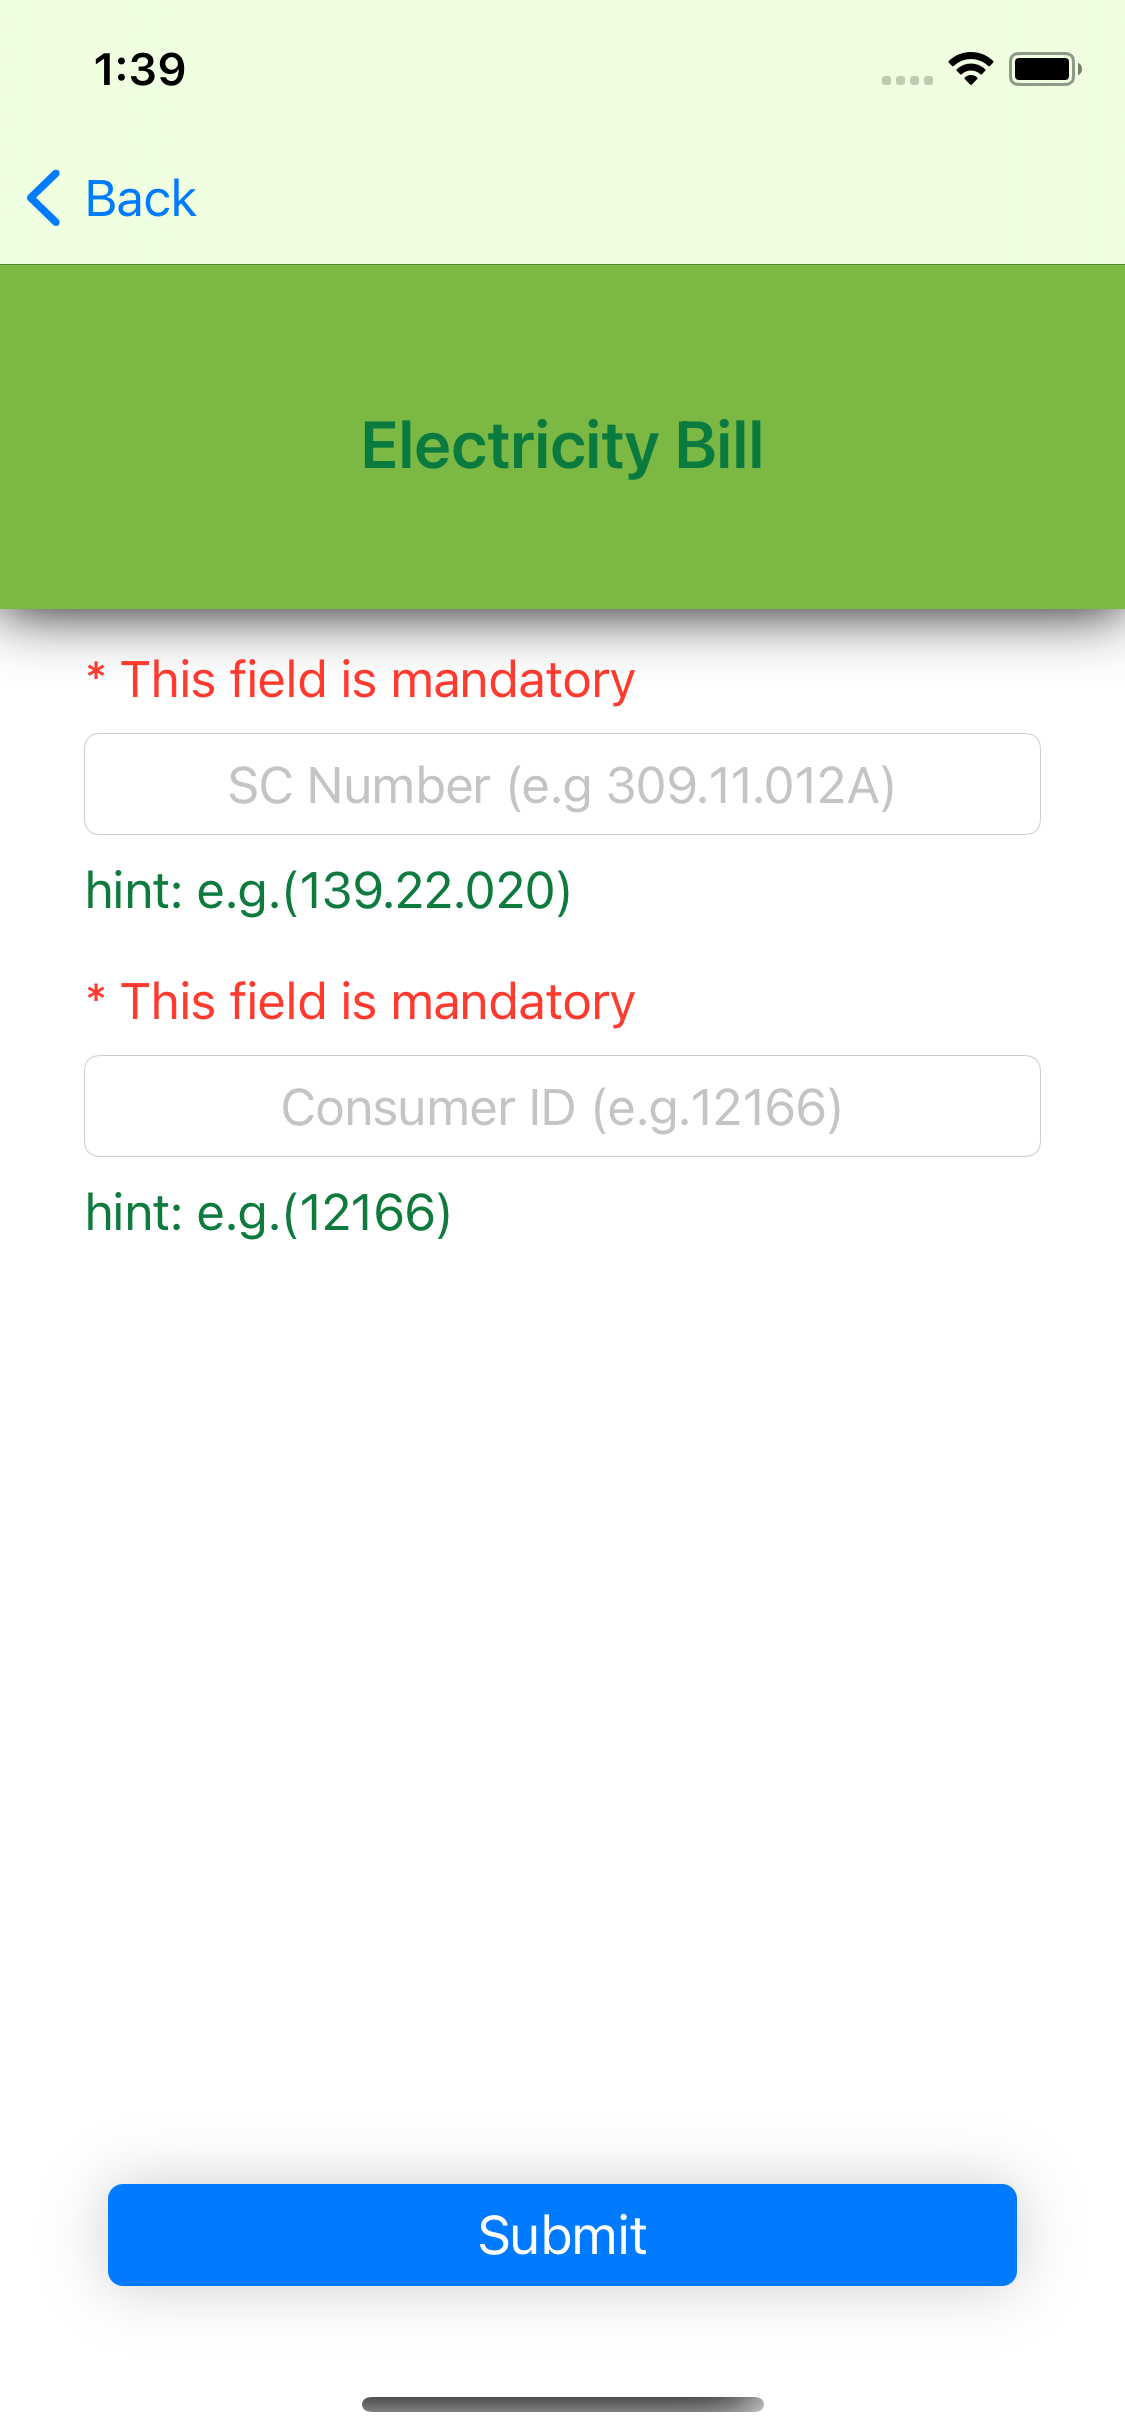 1:39
Back
Electricity Bill
* This field is mandatory
SC Number (e.g 309.11.012A)
hint: e.g.(139.22.020)
* This field is mandatory
Consumer ID (e.g.12166)
hint: e.g.(12166)
Submit